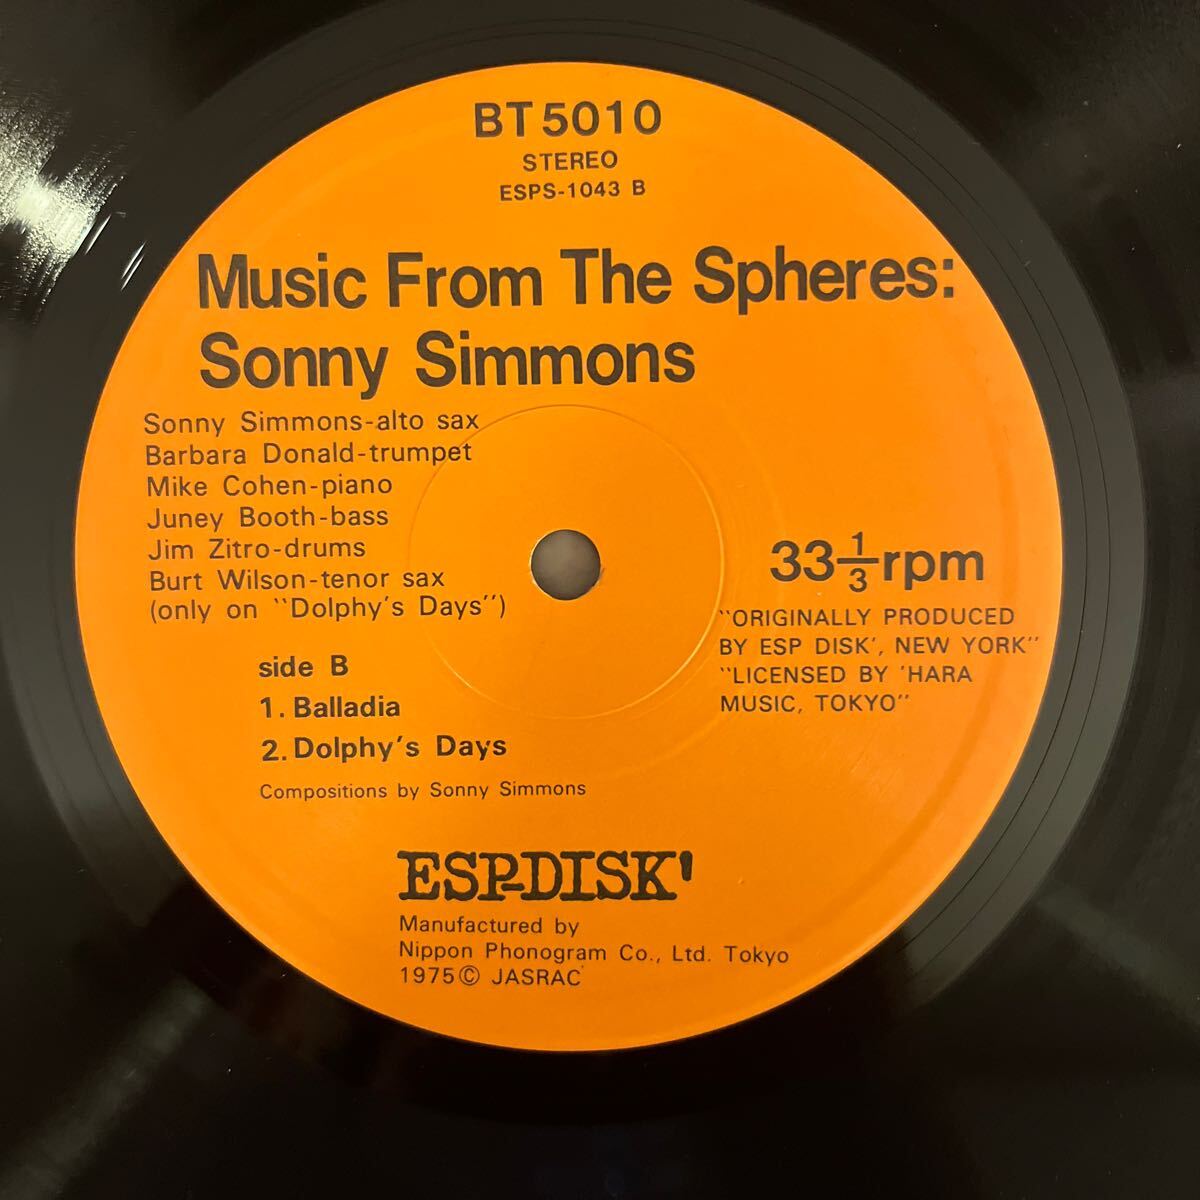 BT5010
STEREO
ESPS-1043 B
Music From The Spheres:
Sonny Simmons
Sonny Simmons-alto sax
Barbara Donald-trumpet
Mike Cohen-piano
Juney Booth-bass
Jim Zitro-drums
Burt Wilson-tenor sax
(only on "Dolphy's Days")
side B
1. Balladia
2. Dolphy's Days
Compositions by Sonny Simmons
33 1/3 rpm
"ORIGINALLY PRODUCED
BY ESP DISK', NEW YORK"
"LICENSED BY 'HARA
MUSIC, TOKYO"
ESP-DISK'
Manufactured by
Nippon Phonogram Co., Ltd. Tokyo
1975© JASRAC